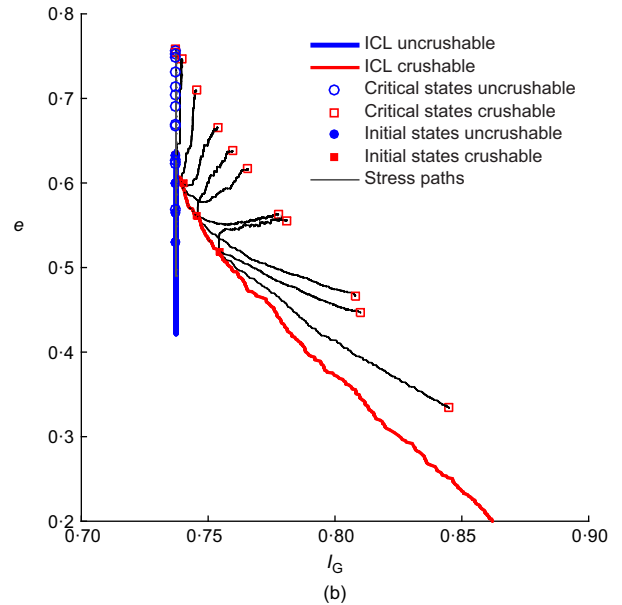 0·8
ICL uncrushable
ICL crushable
Critical states uncrushable
0·7
Critical states crushable
Initial states uncrushable
Initial states crushable
0·6
Stress paths
e
0·5
0·4
0·3
0·2
0·70 0·75 0·80 0·85 0·90
I_G
(b)